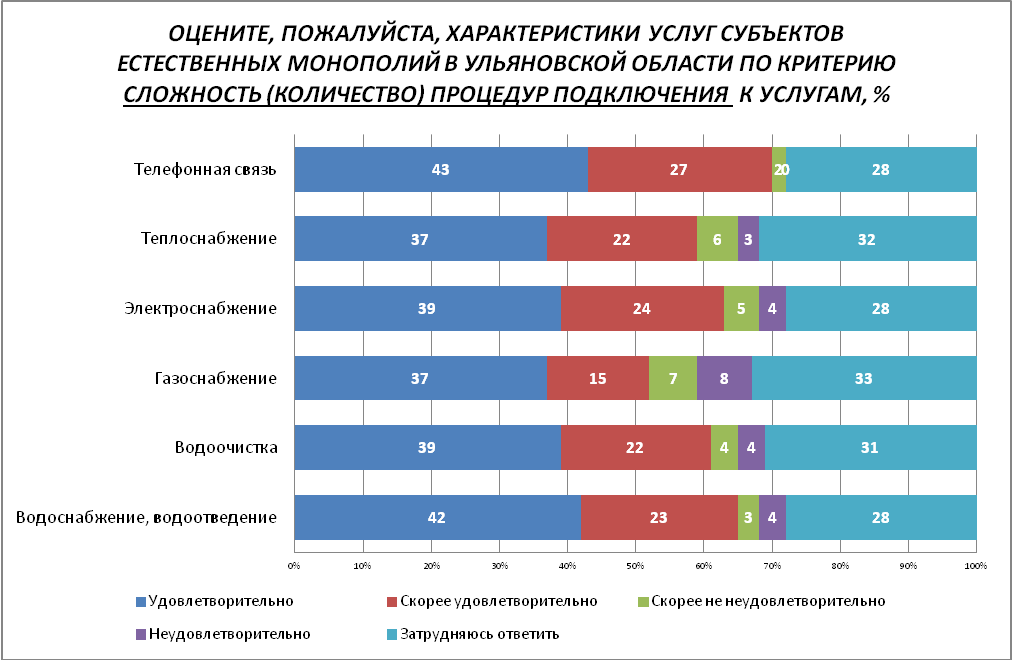 ОЦЕНИТЕ, ПОЖАЛУЙСТА, ХАРАКТЕРИСТИКИ УСЛУГ СУБЪЕКТОВ
ЕСТЕСТВЕННЫХ МОНОПОЛИЙ В УЛЬЯНОВСКОЙ ОБЛАСТИ ПО КРИТЕРИЮ
СЛОЖНОСТЬ (КОЛИЧЕСТВО) ПРОЦЕДУР ПОДКЛЮЧЕНИЯ К УСЛУГАМ, %
Телефонная связь 43 27 2 0 28
Теплоснабжение 37 22 6 3 32
Электроснабжение 39 24 5 4 28
Газоснабжение 37 15 7 8 33
Водоочистка 39 22 4 4 31
Водоснабжение, водоотведение 42 23 3 4 28
0% 10% 20% 30% 40% 50% 60% 70% 80% 90% 100%
Удовлетворительно Скорее удовлетворительно Скорее не неудовлетворительно
Неудовлетворительно Затрудняюсь ответить